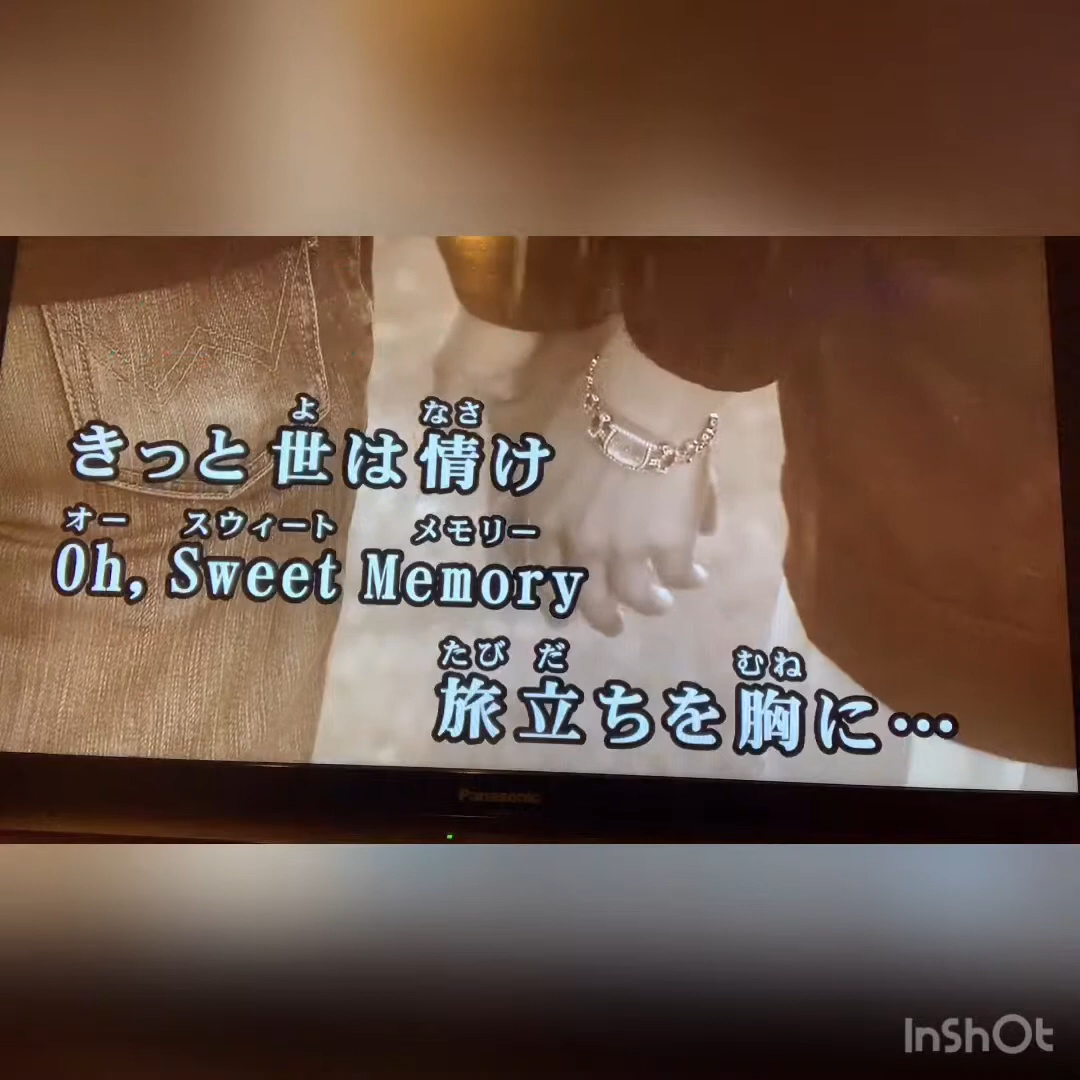 よ なさ
きっと世は情け
オー スウィート メモリー
Oh, Sweet Memory
たび だ むね
旅立ちを胸に…
Panasonic
InShOt